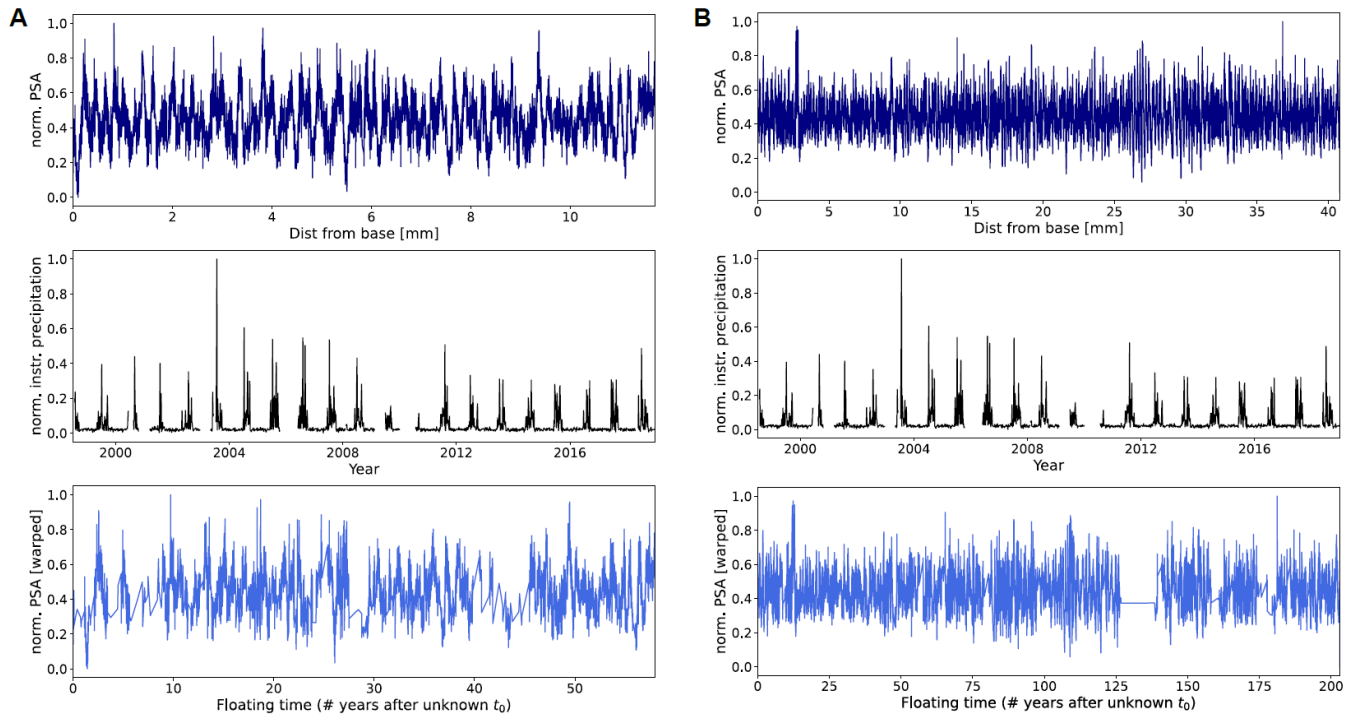 A
norm. PSA
1.0
0.8
0.6
0.4
0.2
0.0
0 2 4 6 8 10
Dist from base [mm]
norm. instr. precipitation
1.0
0.8
0.6
0.4
0.2
0.0
2000 2004 2008 2012 2016
Year
norm. PSA [warped]
1.0
0.8
0.6
0.4
0.2
0.0
0 10 20 30 40 50
Floating time (# years after unknown t₀)
B
norm. PSA
1.0
0.8
0.6
0.4
0.2
0.0
0 5 10 15 20 25 30 35 40
Dist from base [mm]
norm. instr. precipitation
1.0
0.8
0.6
0.4
0.2
0.0
2000 2004 2008 2012 2016
Year
norm. PSA [warped]
1.0
0.8
0.6
0.4
0.2
0.0
0 25 50 75 100 125 150 175 200
Floating time (# years after unknown t₀)